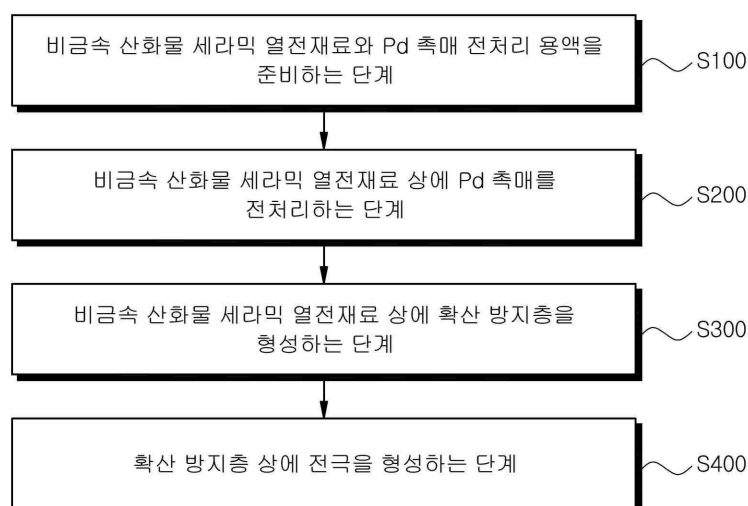 비금속 산화물 세라믹 열전재료와 Pd 촉매 전처리 용액을
준비하는 단계
S100
비금속 산화물 세라믹 열전재료 상에 Pd 촉매를
전처리하는 단계
S200
비금속 산화물 세라믹 열전재료 상에 확산 방지층을
형성하는 단계
S300
확산 방지층 상에 전극을 형성하는 단계
S400